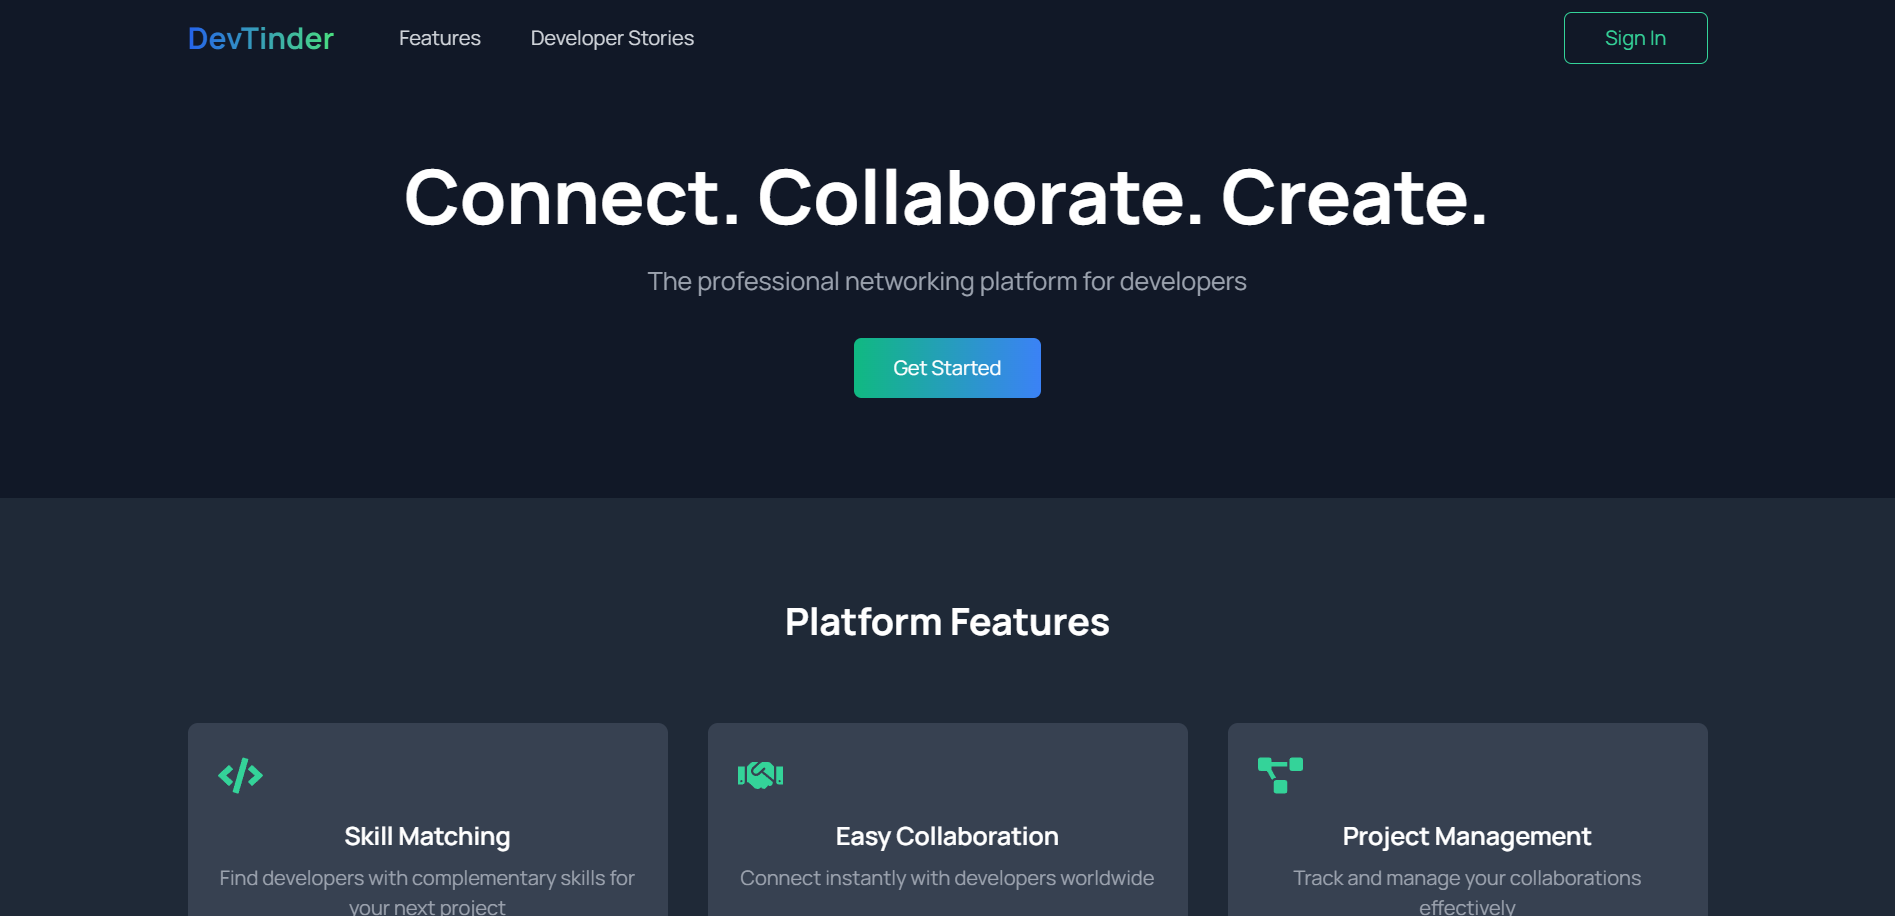 DevTinder
Features
Developer Stories
Sign In
Connect. Collaborate. Create.
The professional networking platform for developers
Get Started
Platform Features
Skill Matching
Find developers with complementary skills for
your next project
Easy Collaboration
Connect instantly with developers worldwide
Project Management
Track and manage your collaborations
effectively